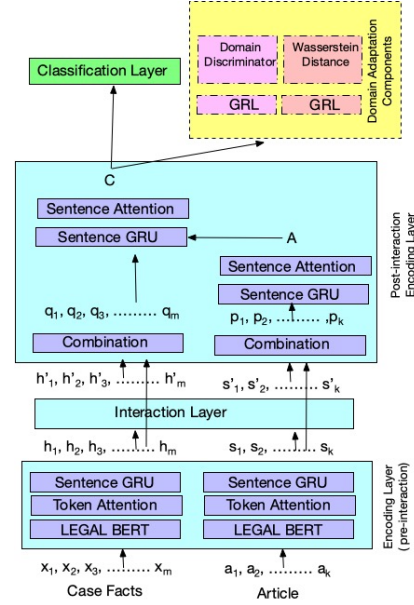 Domain
Discriminator
Wasserstein
Distance
GRL
GRL
Domain Adaptation
Components
Classification Layer
C
Sentence Attention
Sentence GRU
A
Sentence Attention
Sentence GRU
q1, q2, q3, ......... qm
p1, p2, ......... ,pk
Combination
Combination
Post-interaction
Encoding Layer
h'1, h'2, h'3, ......... h'm
s'1, s'2, ......... s'k
Interaction Layer
h1, h2, h3, ......... hm
s1, s2, ......... sk
Sentence GRU
Sentence GRU
Token Attention
Token Attention
LEGAL BERT
LEGAL BERT
Encoding Layer
( pre-interaction)
x1, x2, x3, ......... xm
a1, a2, ......... ak
Case Facts
Article